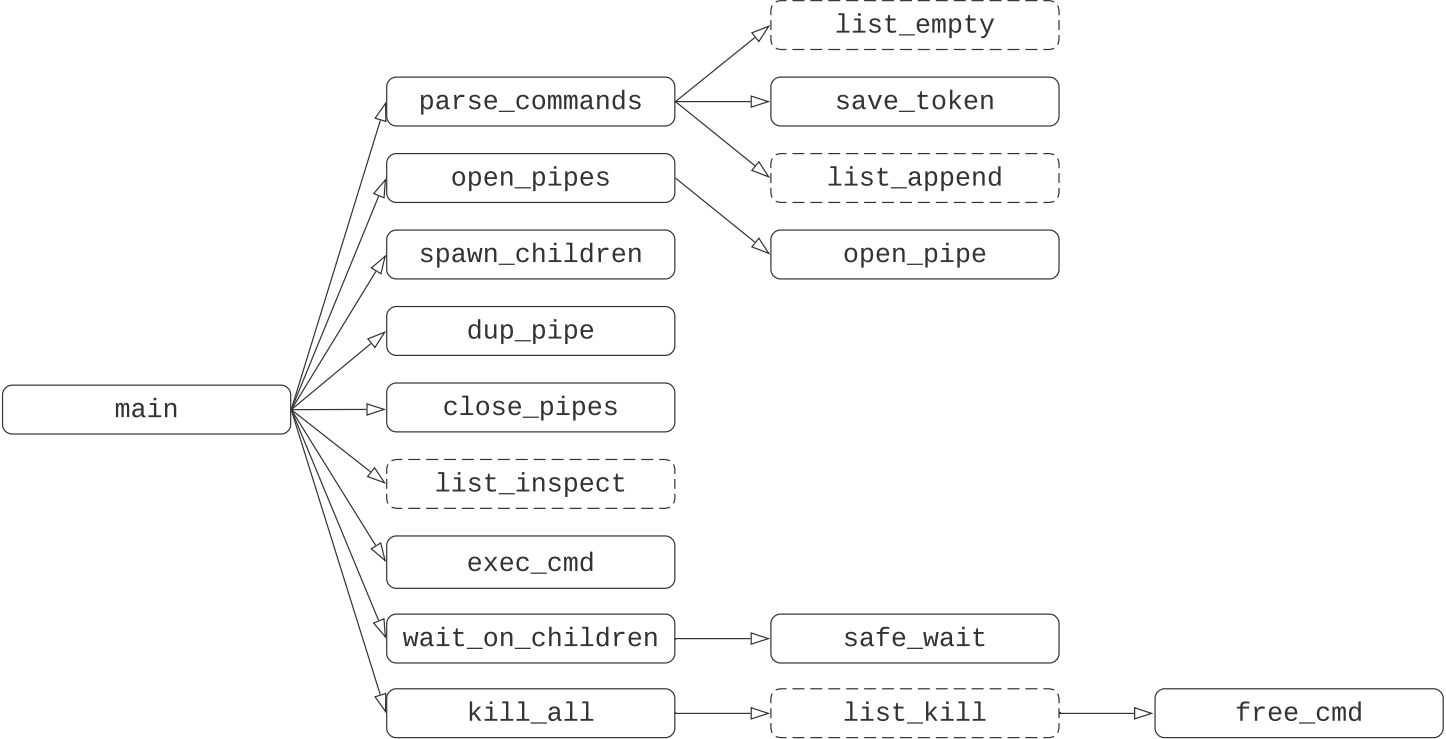 list_empty
parse_commands
save_token
open_pipes
list_append
spawn_children
open_pipe
dup_pipe
main
close_pipes
list_inspect
exec_cmd
wait_on_children
safe_wait
kill_all
list_kill
free_cmd